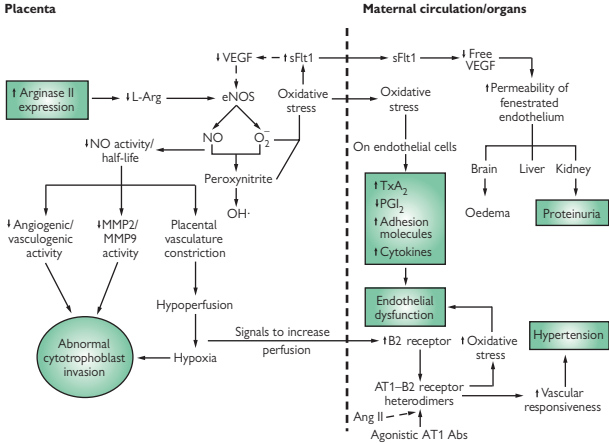 Placenta
Maternal circulation/organs
↓VEGF
↑sFlt1
sFlt1
↓Free
VEGF
↑Arginase II
expression
↓L-Arg
eNOS
Oxidative
stress
Oxidative
stress
↑Permeability of
fenestrated
endothelium
NO
O₂⁻
↓NO activity/
half-life
On endothelial cells
Brain
Liver
Kidney
Peroxynitrite
OH·
↑TxA₂
↓PGI₂
↑Adhesion
molecules
↑Cytokines
Oedema
Proteinuria
↓Angiogenic/
vasculogenic
activity
↓MMP2/
MMP9
activity
Placental
vasculature
constriction
Hypoperfusion
Endothelial
dysfunction
Signals to increase
perfusion
↑B2 receptor
↑Oxidative
stress
Hypertension
Abnormal
cytotrophoblast
invasion
Hypoxia
AT1–B2 receptor
heterodimers
↑Vascular
responsiveness
Ang II
Agonistic AT1 Abs